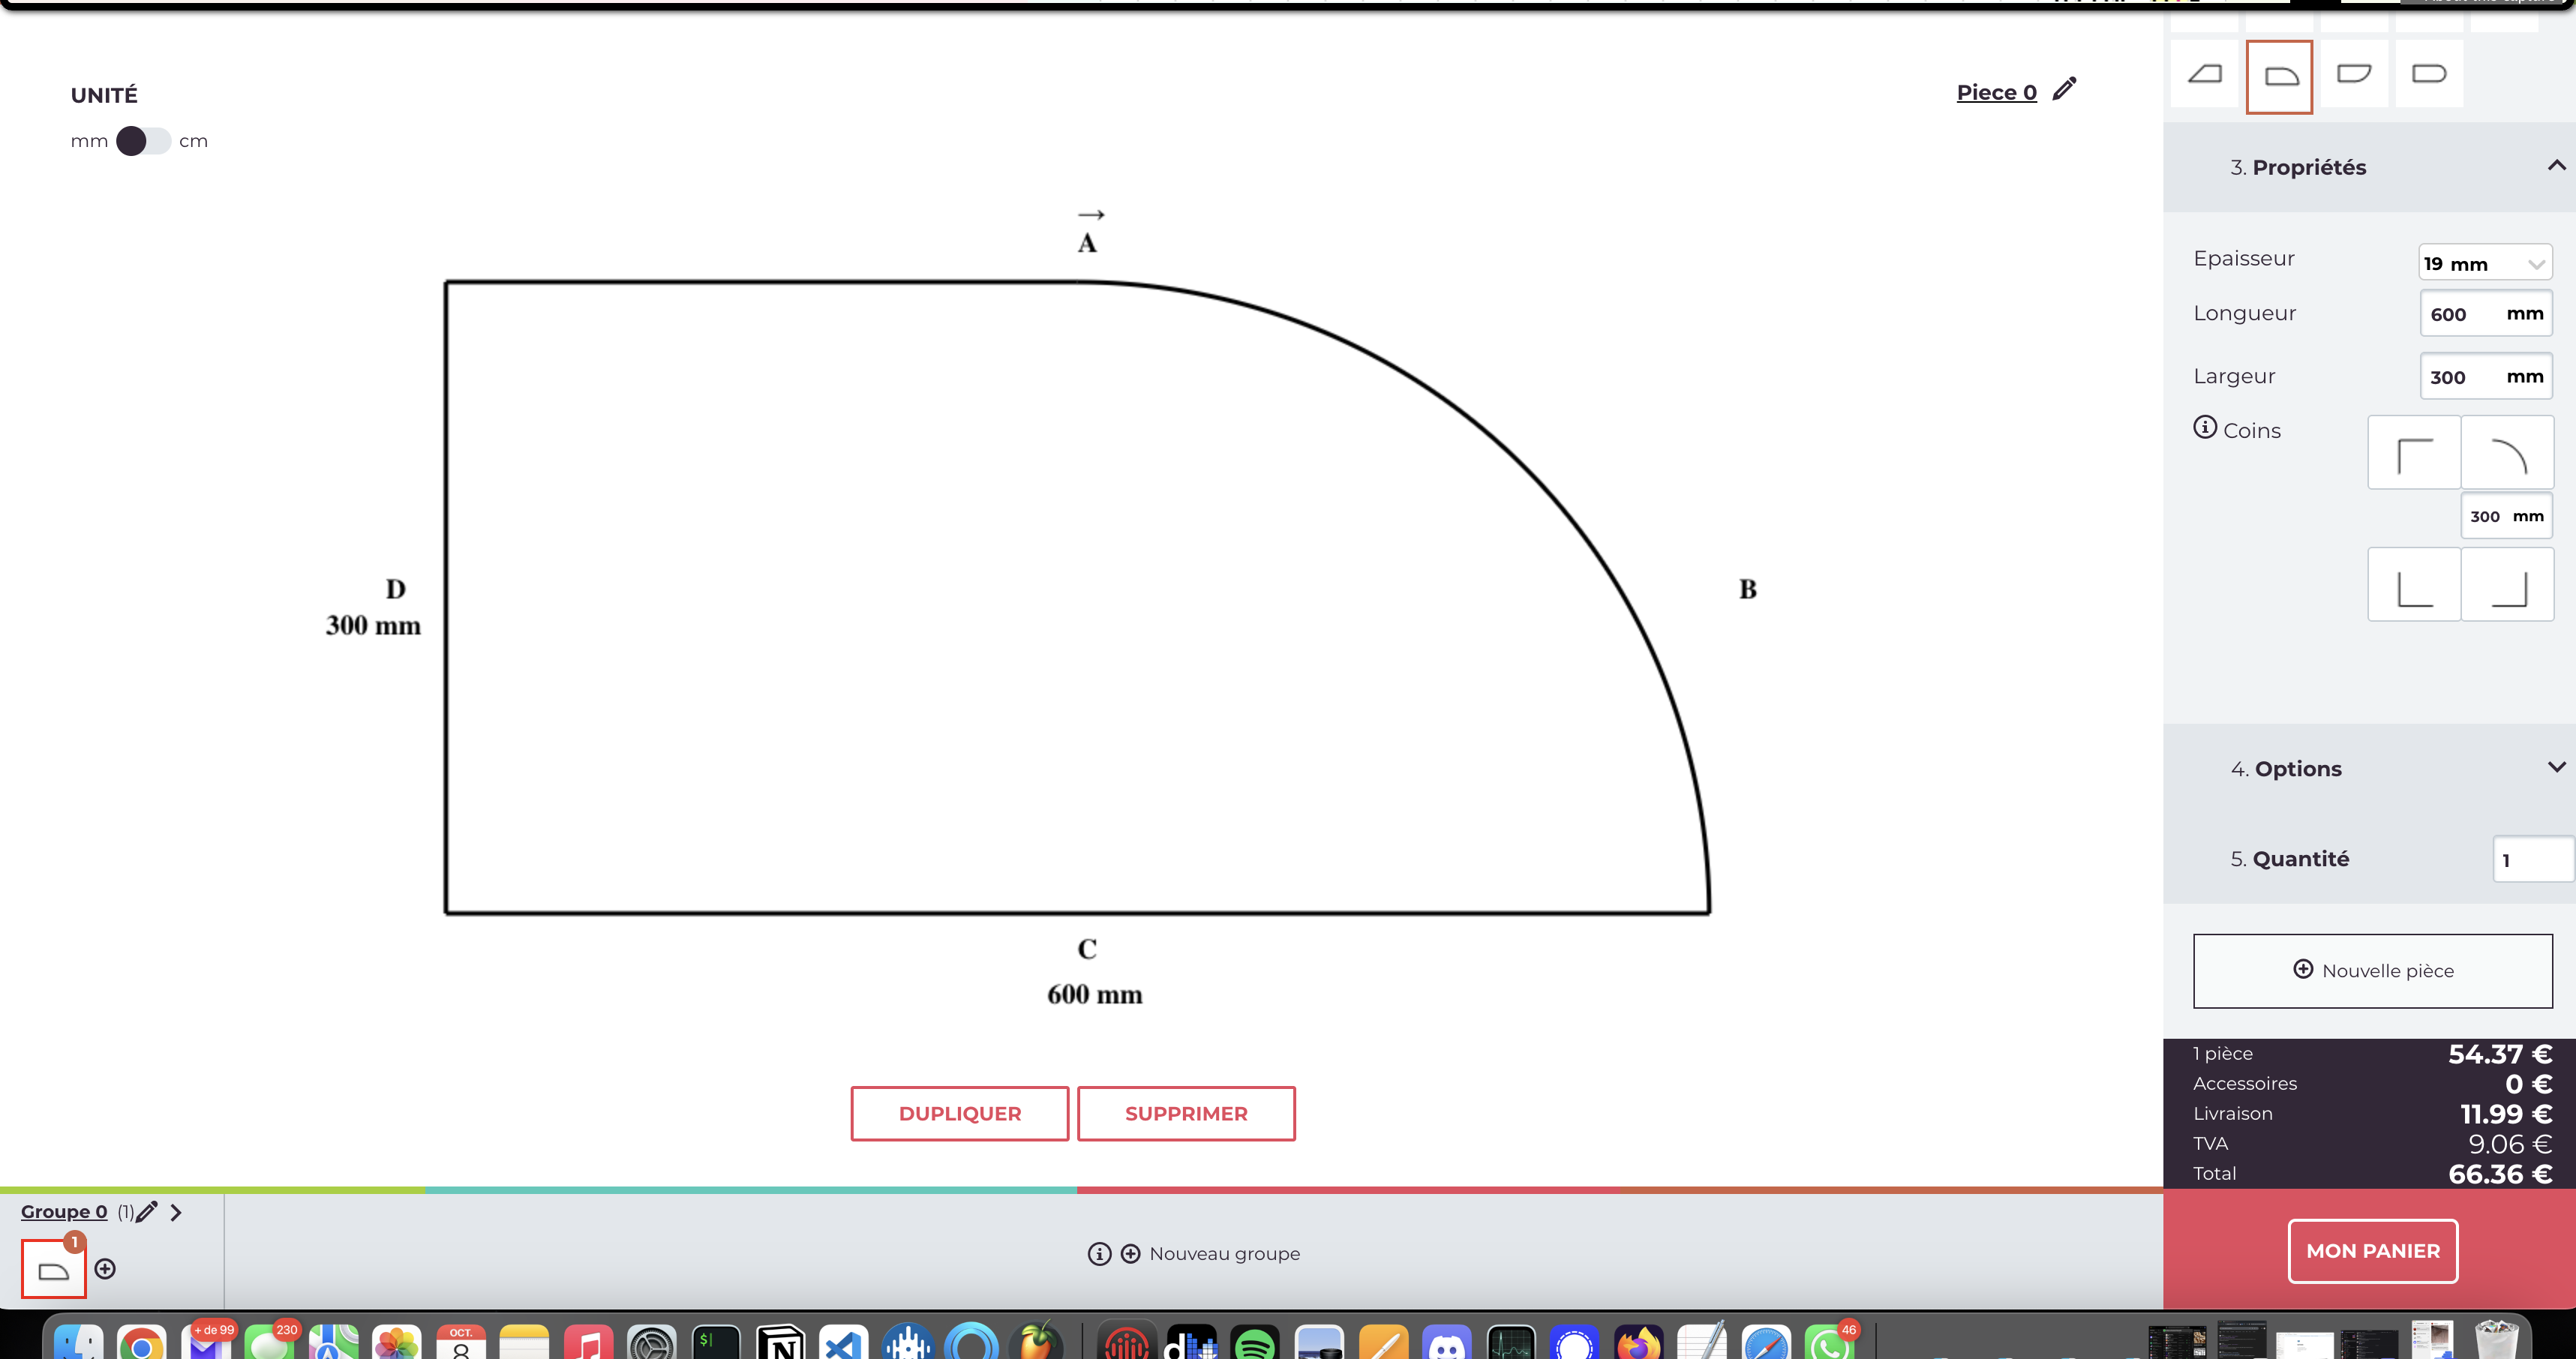 UNITÉ
mm cm
Piece 0
A
B
D
300 mm
C
600 mm
DUPLIQUER
SUPPRIMER
3. Propriétés
Epaisseur
19 mm
Longueur
600 mm
Largeur
300 mm
Coins
300 mm
4. Options
5. Quantité
1
Nouvelle pièce
1 pièce 54.37 €
Accessoires 0 €
Livraison 11.99 €
TVA 9.06 €
Total 66.36 €
MON PANIER
Groupe 0 (1)
1
Nouveau groupe
+ de 99
230
OCT.
8
$
46